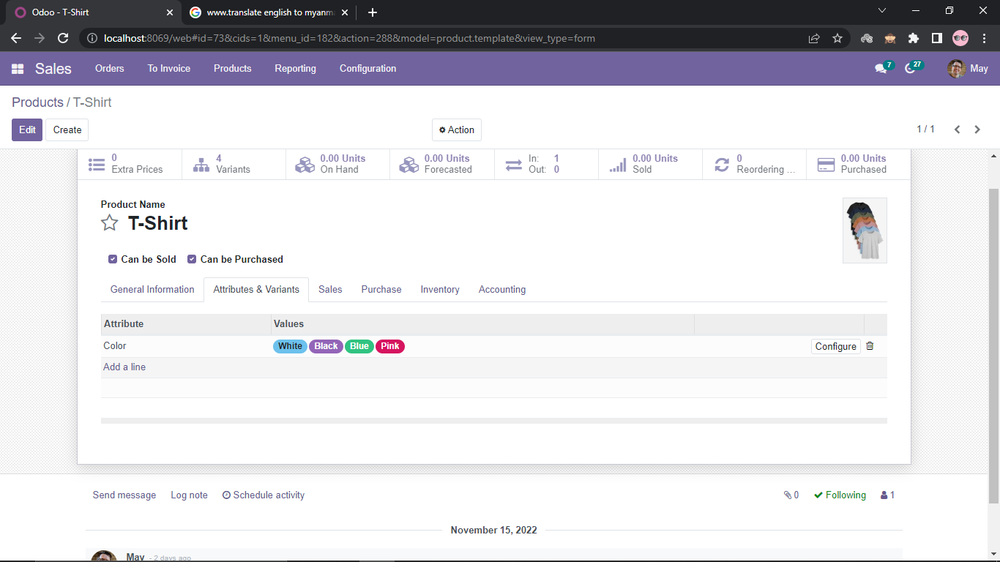 Odoo - T-Shirt
www.translate english to myanm
localhost:8069/web#id=73&cids=1&menu_id=182&action=288&model=product.template&view_type=form
Sales Orders To Invoice Products Reporting Configuration 7 27 May
Products / T-Shirt
Edit Create Action 1 / 1
0 Extra Prices
4 Variants
0.00 Units On Hand
0.00 Units Forecasted
In: 1
Out: 0
0.00 Units Sold
0 Reordering ...
0.00 Units Purchased
Product Name
T-Shirt
Can be Sold Can be Purchased
General Information Attributes & Variants Sales Purchase Inventory Accounting
Attribute Values
Color White Black Blue Pink Configure
Add a line
Send message Log note Schedule activity 0 Following 1
November 15, 2022
May - 2 days ago